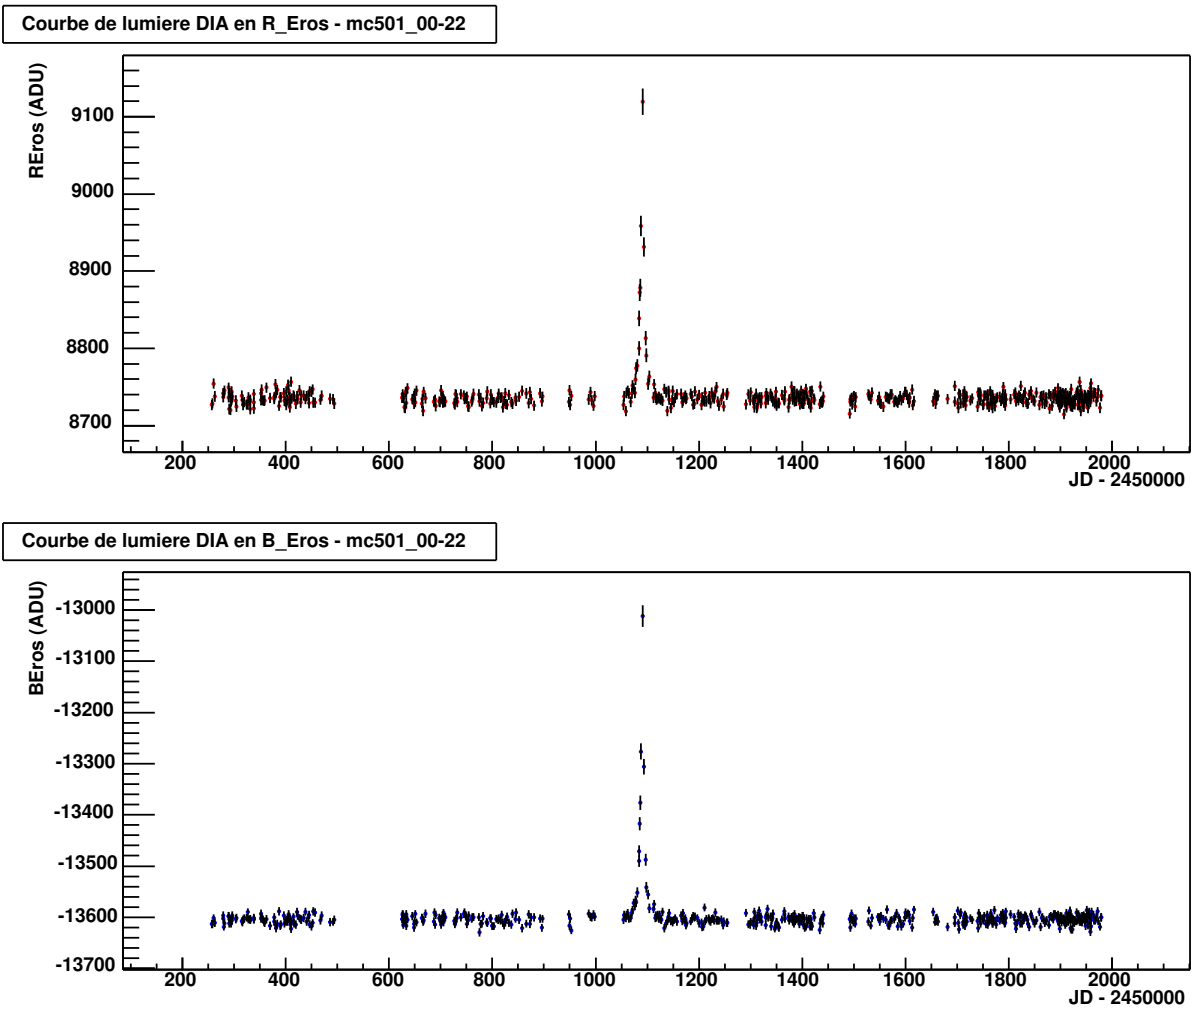 Courbe de lumiere DIA en R_Eros - mc501_00-22
REros (ADU)
9100
9000
8900
8800
8700
200 400 600 800 1000 1200 1400 1600 1800 2000
JD - 2450000
Courbe de lumiere DIA en B_Eros - mc501_00-22
BEros (ADU)
-13000
-13100
-13200
-13300
-13400
-13500
-13600
-13700
200 400 600 800 1000 1200 1400 1600 1800 2000
JD - 2450000